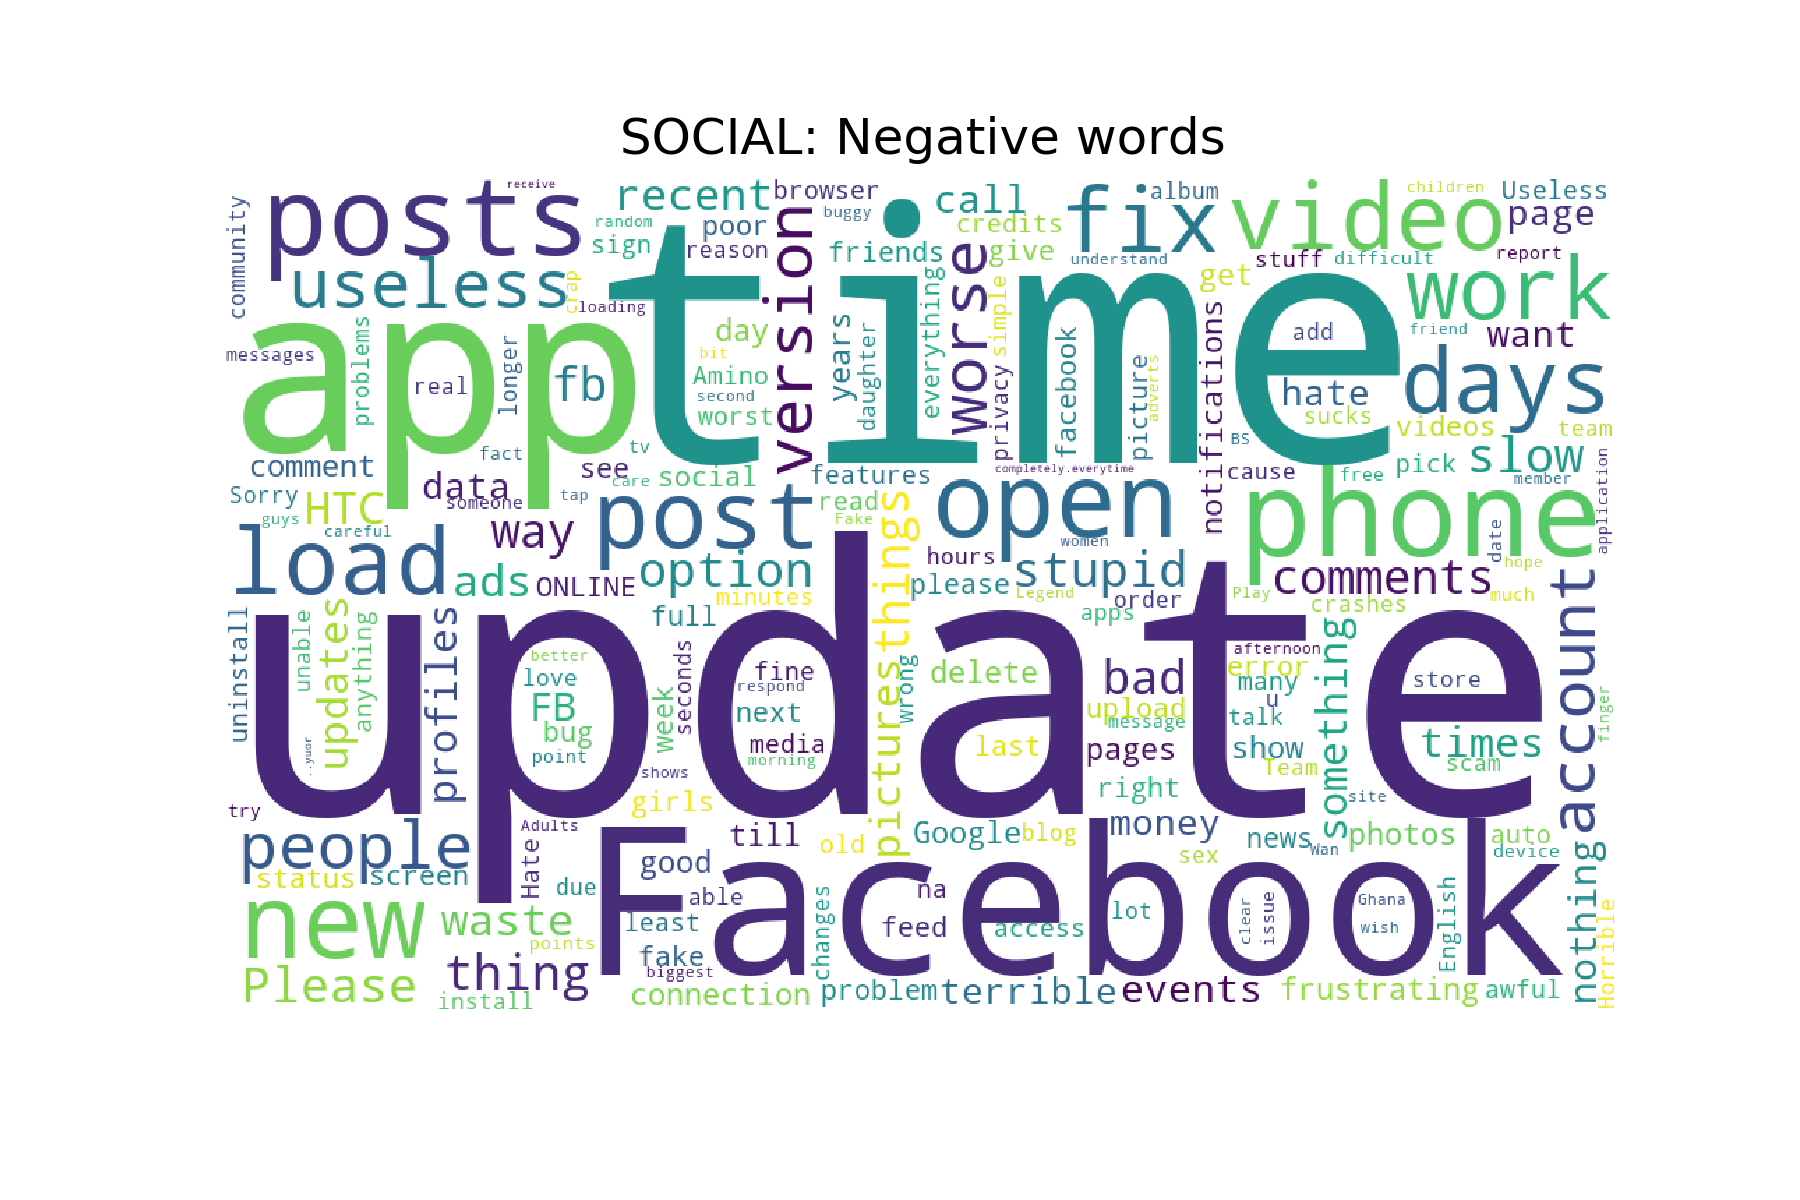 SOCIAL: Negative words
posts
receive
recent
browser
call
fix
album
video
children
Useless
page
community
random
sign
poor
reason
buggy
friends
credits
give
understand
get
stuff
difficult
report
useless
crap
loading
time
version
worse
work
app
problems
messages
real
longer
fb
day
bit
Amino
second
worst
years
daughter
everything
simple
privacy
facebook
picture
adverts
notifications
add
hate
sucks
friend
want
days
videos
team
comment
fact
tv
see
care
social
features
completely.everytime
BS
cause
free
pick
slow
member
application
Sorry
HTC
data
someone
tap
guys
careful
way
post
read
Fake
things
open
women
phone
date
hope
load
ads
ONLINE
option
minutes
full
hours
please
stupid
Legend
apps
order
Play
comments
crashes
much
account
uninstall
unable
updates
anything
profiles
update
better
love
FB
bug
point
week
seconds
fine
respond
next
media
morning
shows
girls
pictures
wrong
delete
last
bad
upload
message
pages
right
afternoon
error
many
u
talk
show
Team
something
store
times
scam
site
finger
..yuor
try
people
status
screen
Adults
Hate
due
good
able
till
old
Google
blog
money
sex
news
Wan
photos
auto
device
nothing
new
waste
points
Facebook
least
fake
biggest
changes
na
feed
access
lot
clear
issue
Ghana
wish
English
Horrible
Please
thing
install
connection
problem
terrible
events
frustrating
awful